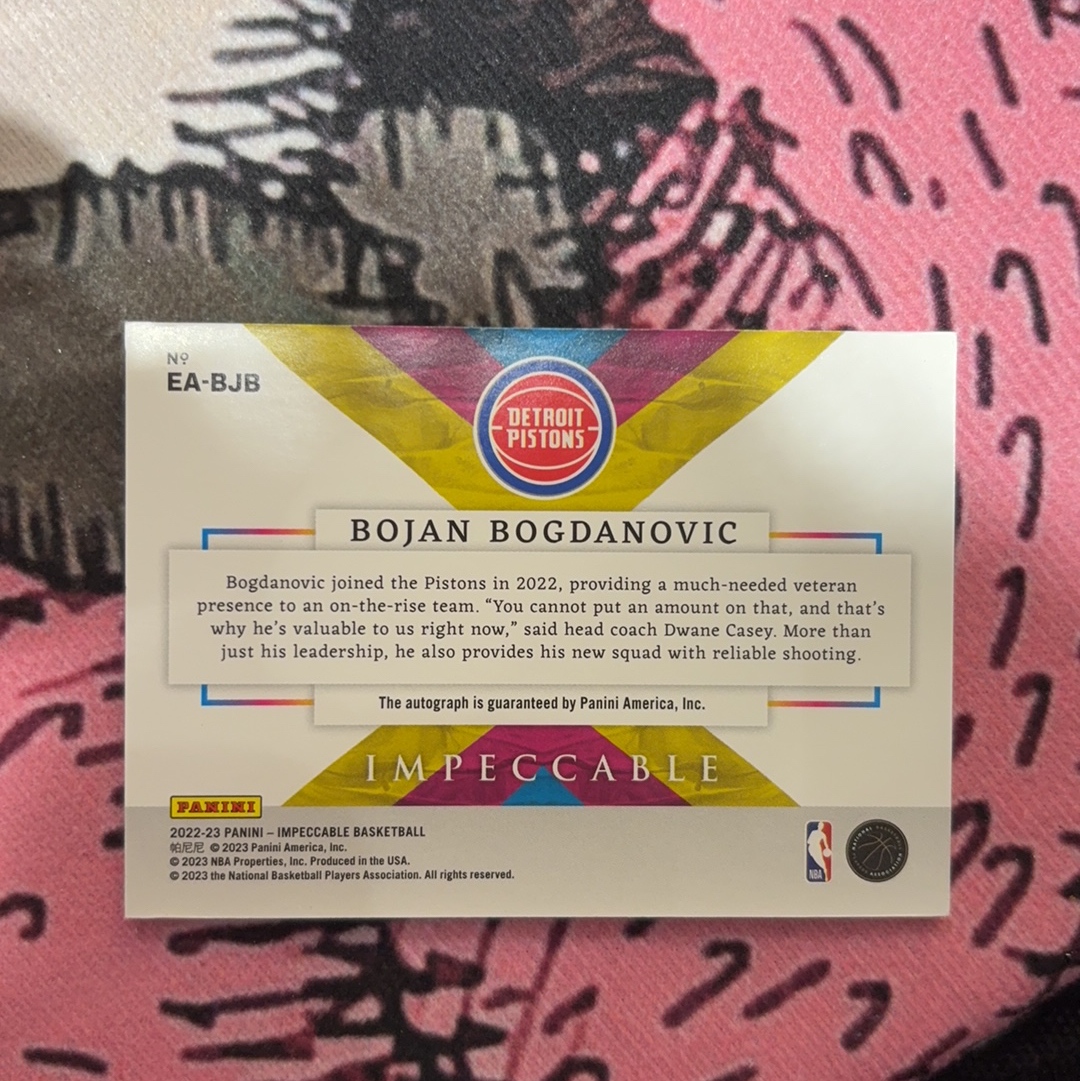 Nº
EA-BJB
DETROIT
PISTONS
BOJAN BOGDANOVIC
Bogdanovic joined the Pistons in 2022, providing a much-needed veteran
presence to an on-the-rise team. “You cannot put an amount on that, and that’s
why he’s valuable to us right now,” said head coach Dwane Casey. More than
just his leadership, he also provides his new squad with reliable shooting.
The autograph is guaranteed by Panini America, Inc.
IMPECCABLE
PANINI
2022-23 PANINI – IMPECCABLE BASKETBALL
帕尼尼 © 2023 Panini America, Inc.
© 2023 NBA Properties, Inc. Produced in the USA.
© 2023 the National Basketball Players Association. All rights reserved.
NBA